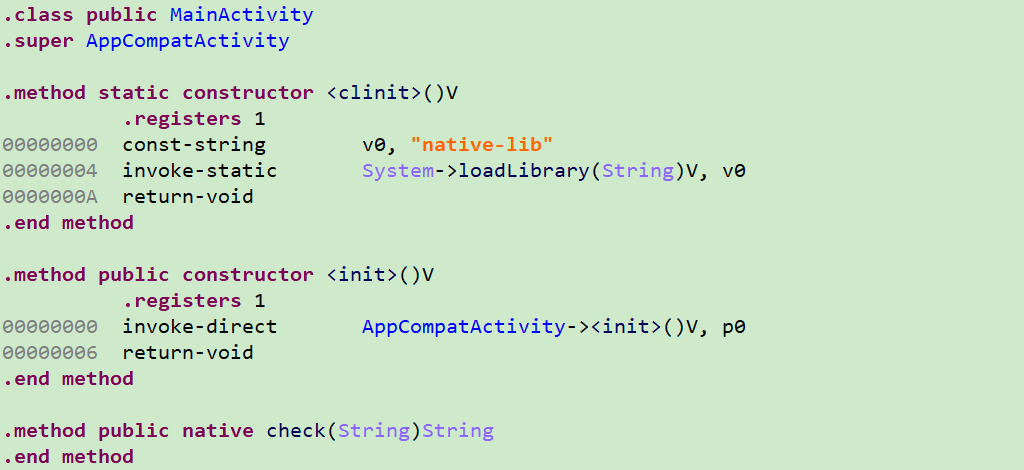 .class public MainActivity
.super AppCompatActivity
.method static constructor <clinit>()V
.registers 1
00000000 const-string v0, "native-lib"
00000004 invoke-static System->loadLibrary(String)V, v0
0000000A return-void
.end method
.method public constructor <init>()V
.registers 1
00000000 invoke-direct AppCompatActivity-><init>()V, p0
00000006 return-void
.end method
.method public native check(String)String
.end method